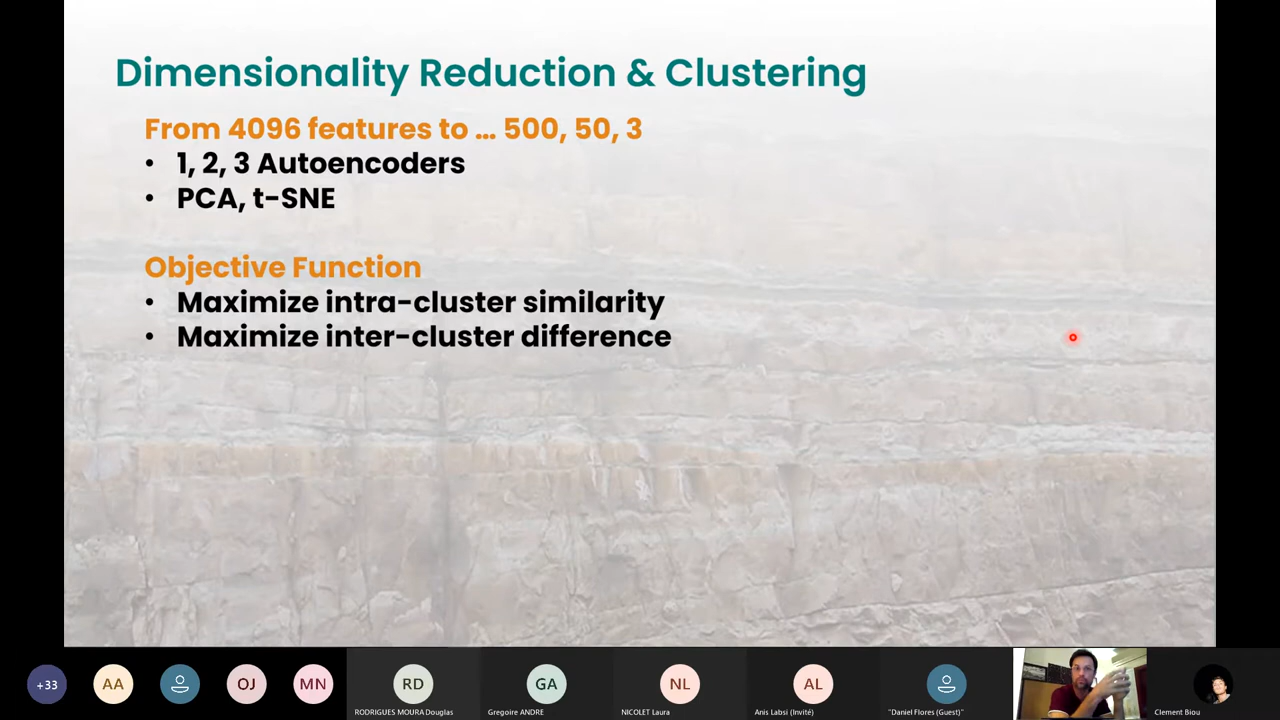 Dimensionality Reduction & Clustering
From 4096 features to ... 500, 50, 3
• 1, 2, 3 Autoencoders
• PCA, t-SNE
Objective Function
• Maximize intra-cluster similarity
• Maximize inter-cluster difference
+33
AA
OJ
MN
RD
GA
NL
AL
RODRIGUES MOURA Douglas
Gregoire ANDRE
NICOLET Laura
Anis Labsi (Invité)
"Daniel Flores (Guest)"
Clement Biou